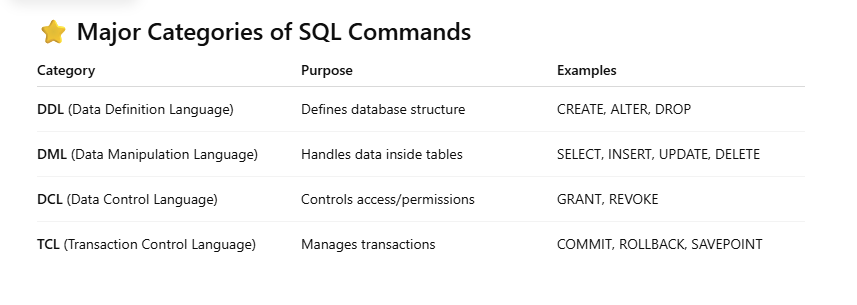 ⭐ Major Categories of SQL Commands
Category Purpose Examples
DDL (Data Definition Language) Defines database structure CREATE, ALTER, DROP
DML (Data Manipulation Language) Handles data inside tables SELECT, INSERT, UPDATE, DELETE
DCL (Data Control Language) Controls access/permissions GRANT, REVOKE
TCL (Transaction Control Language) Manages transactions COMMIT, ROLLBACK, SAVEPOINT